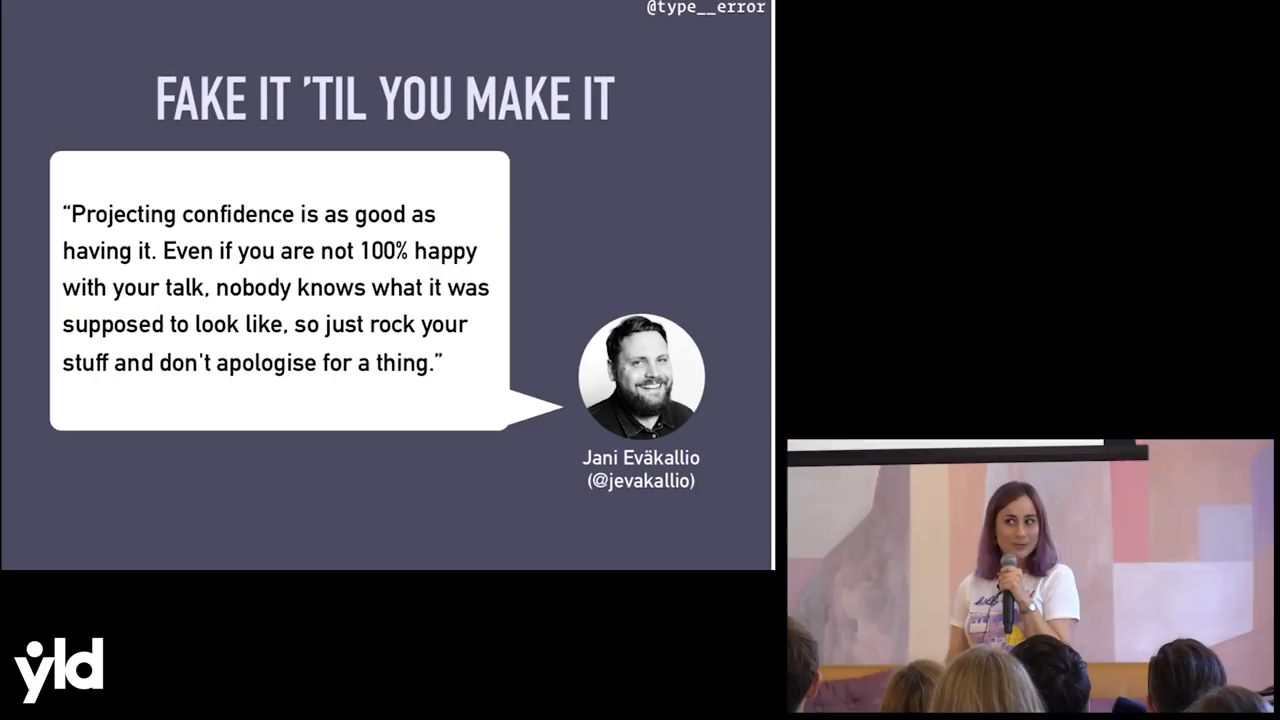 @type__error
FAKE IT ’TIL YOU MAKE IT
“Projecting confidence is as good as
having it. Even if you are not 100% happy
with your talk, nobody knows what it was
supposed to look like, so just rock your
stuff and don't apologise for a thing.”
Jani Eväkallio
(@jevakallio)
yld